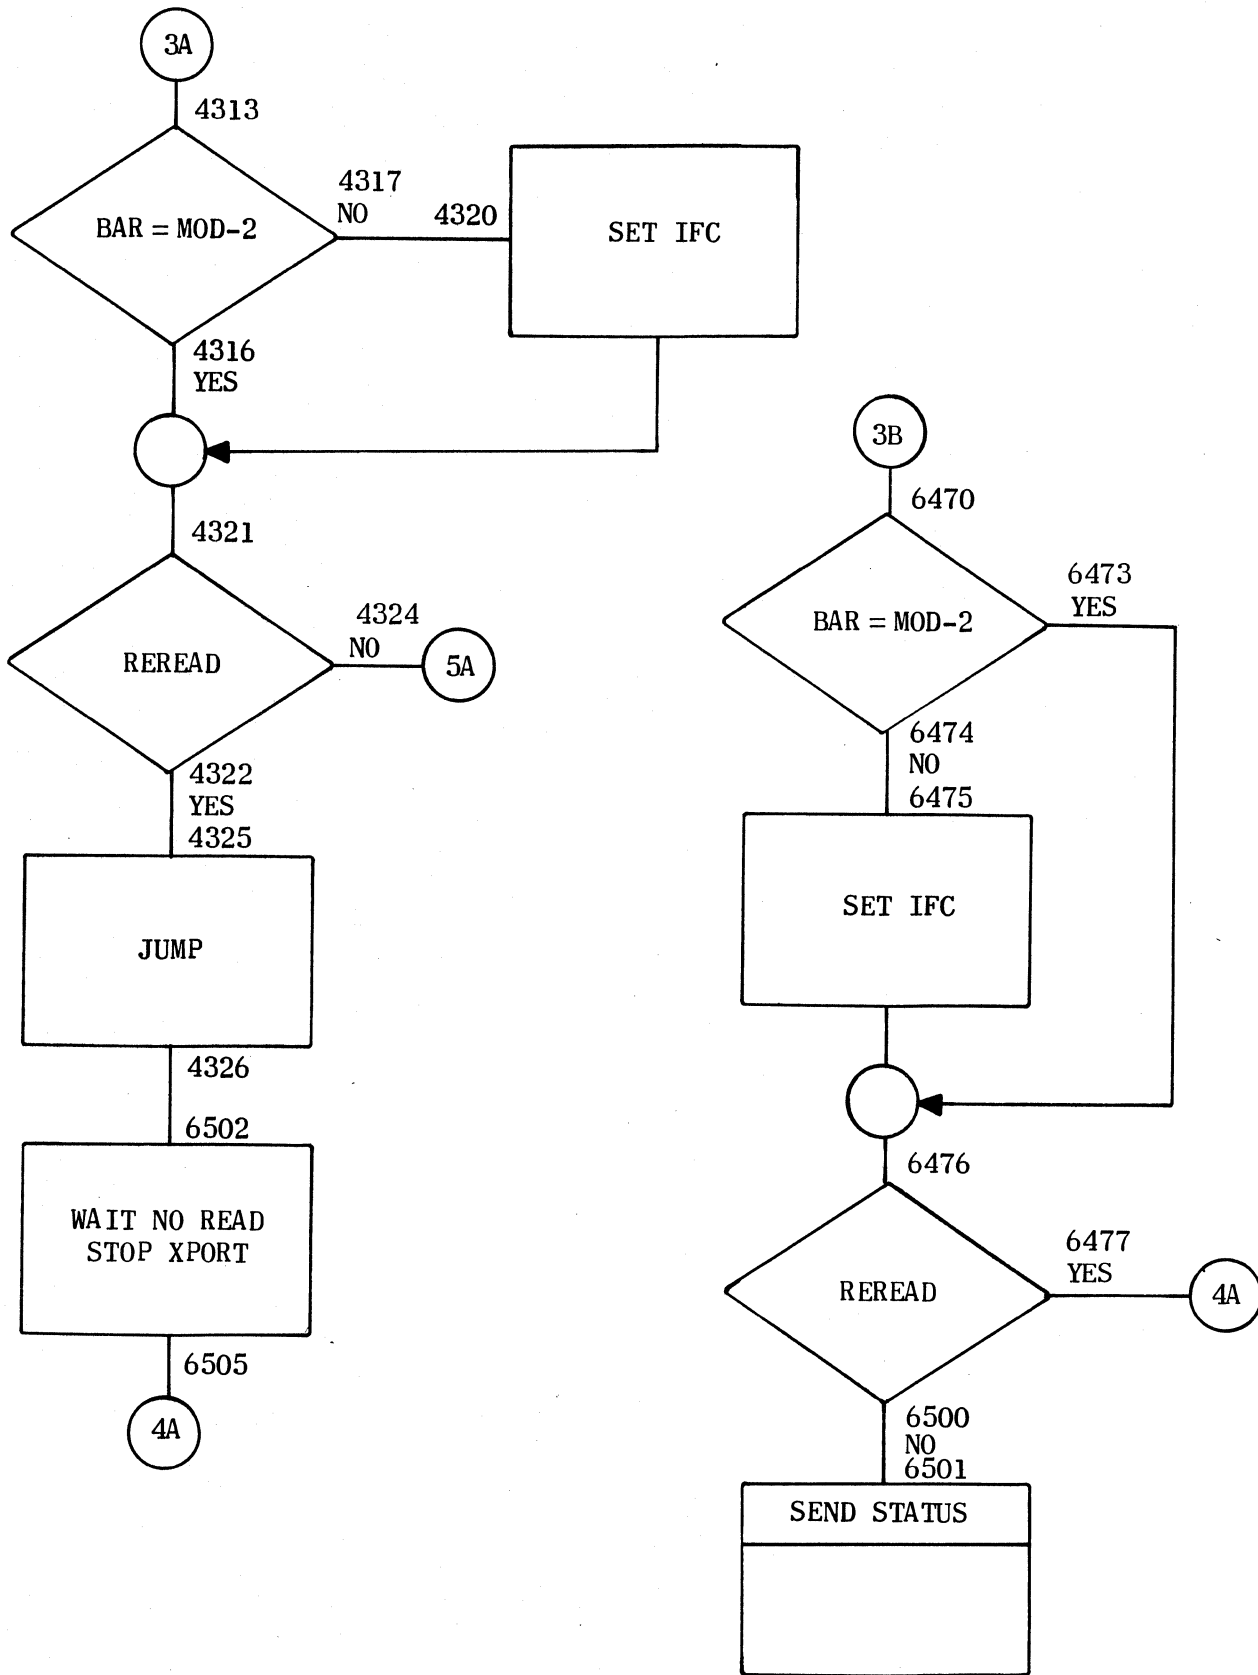 3A
4313
BAR = MOD-2
4317
NO
4320
SET IFC
4316
YES
4321
REREAD
4324
NO
5A
4322
YES
4325
JUMP
4326
6502
WAIT NO READ
STOP XPORT
6505
4A
3B
6470
BAR = MOD-2
6473
YES
6474
NO
6475
SET IFC
6476
REREAD
6477
YES
4A
6500
NO
6501
SEND STATUS